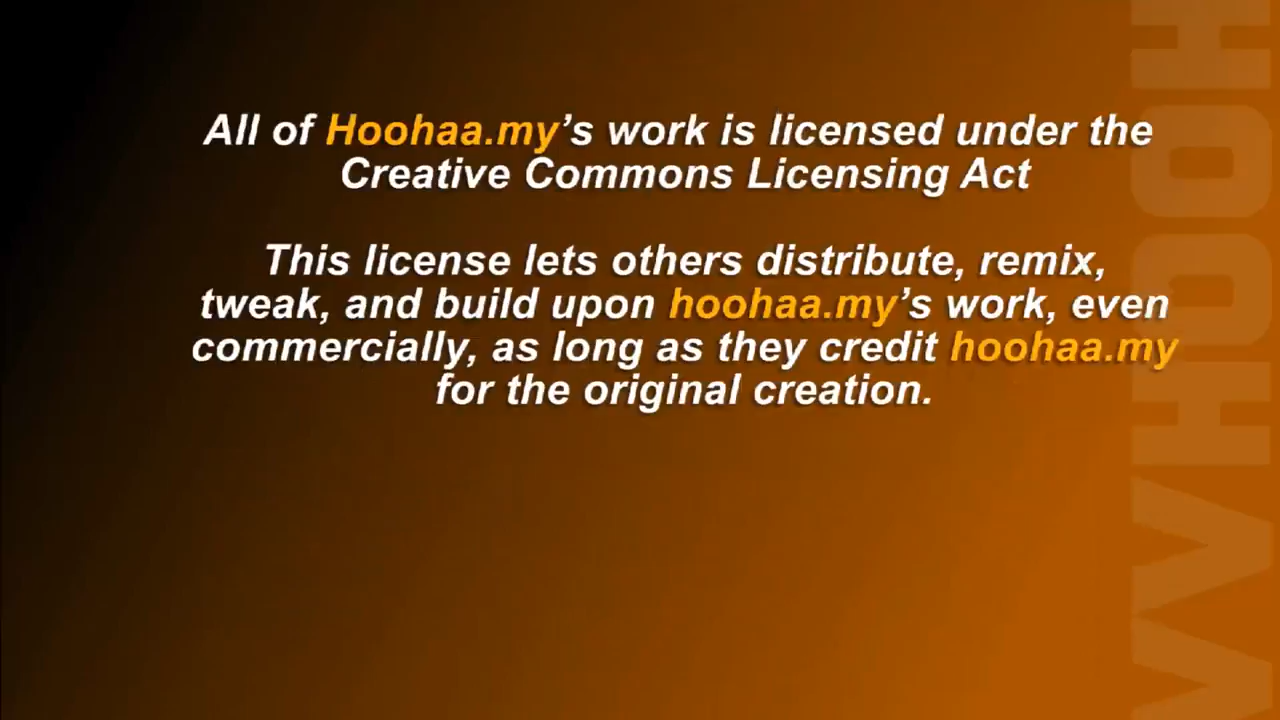 All of Hoohaa.my’s work is licensed under the
Creative Commons Licensing Act
This license lets others distribute, remix,
tweak, and build upon hoohaa.my’s work, even
commercially, as long as they credit hoohaa.my
for the original creation.